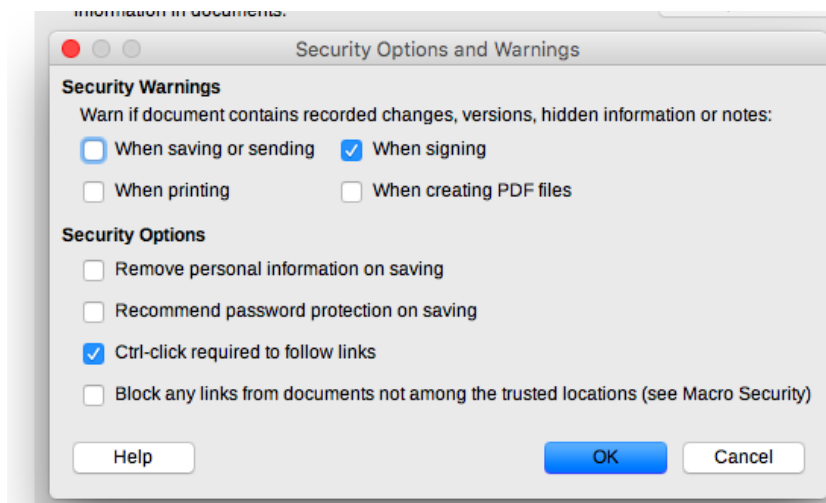 information in documents.
Security Options and Warnings
Security Warnings
Warn if document contains recorded changes, versions, hidden information or notes:
When saving or sending When signing
When printing When creating PDF files
Security Options
Remove personal information on saving
Recommend password protection on saving
Ctrl-click required to follow links
Block any links from documents not among the trusted locations (see Macro Security)
Help OK Cancel